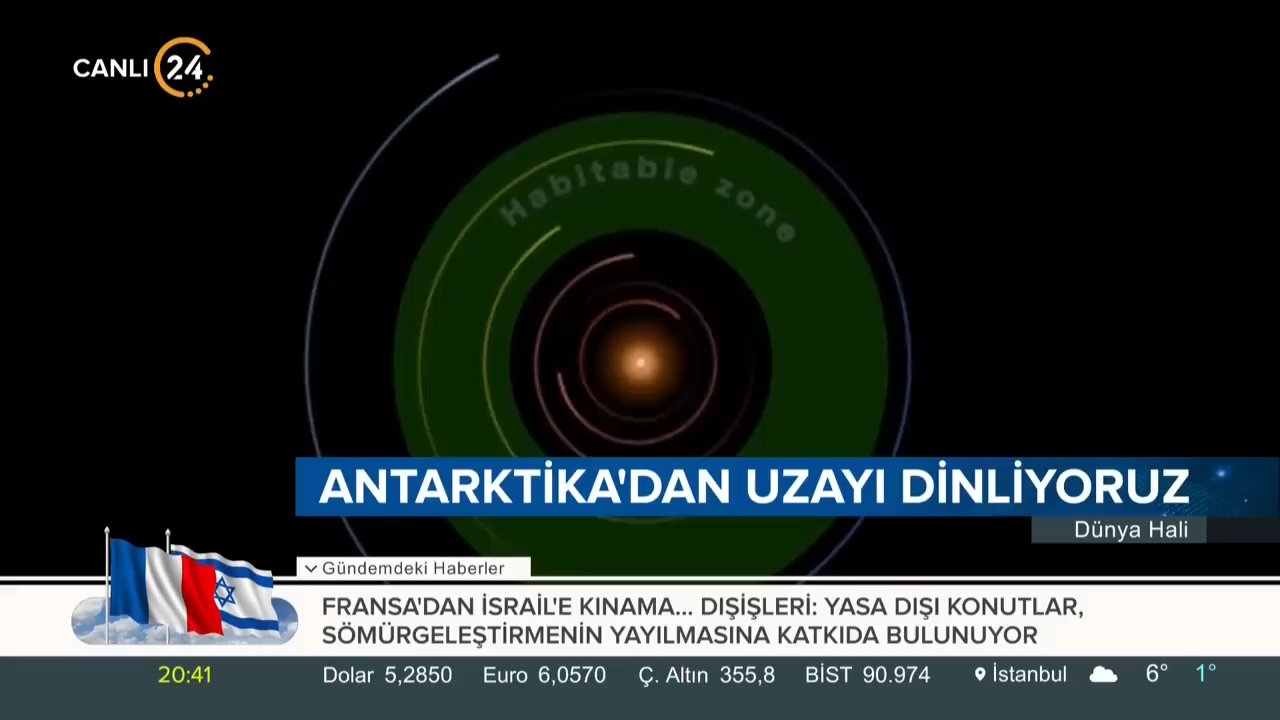 CANLI 24
Habitable zone
ANTARKTİKA'DAN UZAYI DİNLİYORUZ
Dünya Hali
Gündemdeki Haberler
FRANSA'DAN İSRAİL'E KINAMA... DIŞİŞLERİ: YASA DIŞI KONUTLAR,
SÖMÜRGELEŞTİRMENİN YAYILMASINA KATKIDA BULUNUYOR
20:41 Dolar 5,2850 Euro 6,0570 Ç. Altın 355,8 BİST 90.974 İstanbul 6° 1°